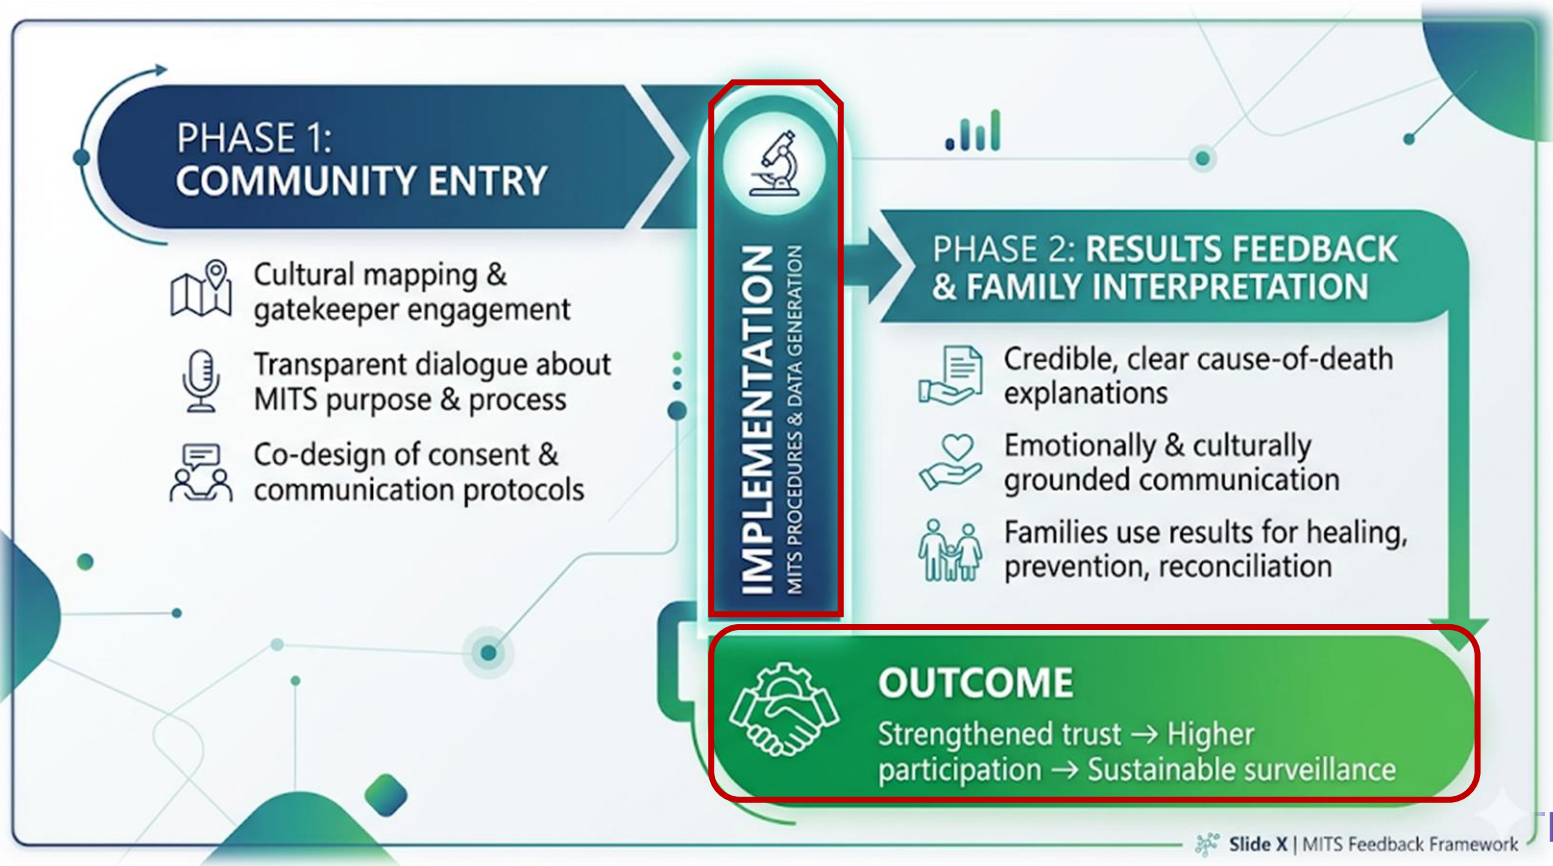 PHASE 1:
COMMUNITY ENTRY
Cultural mapping &
gatekeeper engagement
Transparent dialogue about
MITS purpose & process
Co-design of consent &
communication protocols
IMPLEMENTATION
MITS PROCEDURES & DATA GENERATION
PHASE 2: RESULTS FEEDBACK
& FAMILY INTERPRETATION
Credible, clear cause-of-death
explanations
Emotionally & culturally
grounded communication
Families use results for healing,
prevention, reconciliation
OUTCOME
Strengthened trust → Higher
participation → Sustainable surveillance
Slide X | MITS Feedback Framework